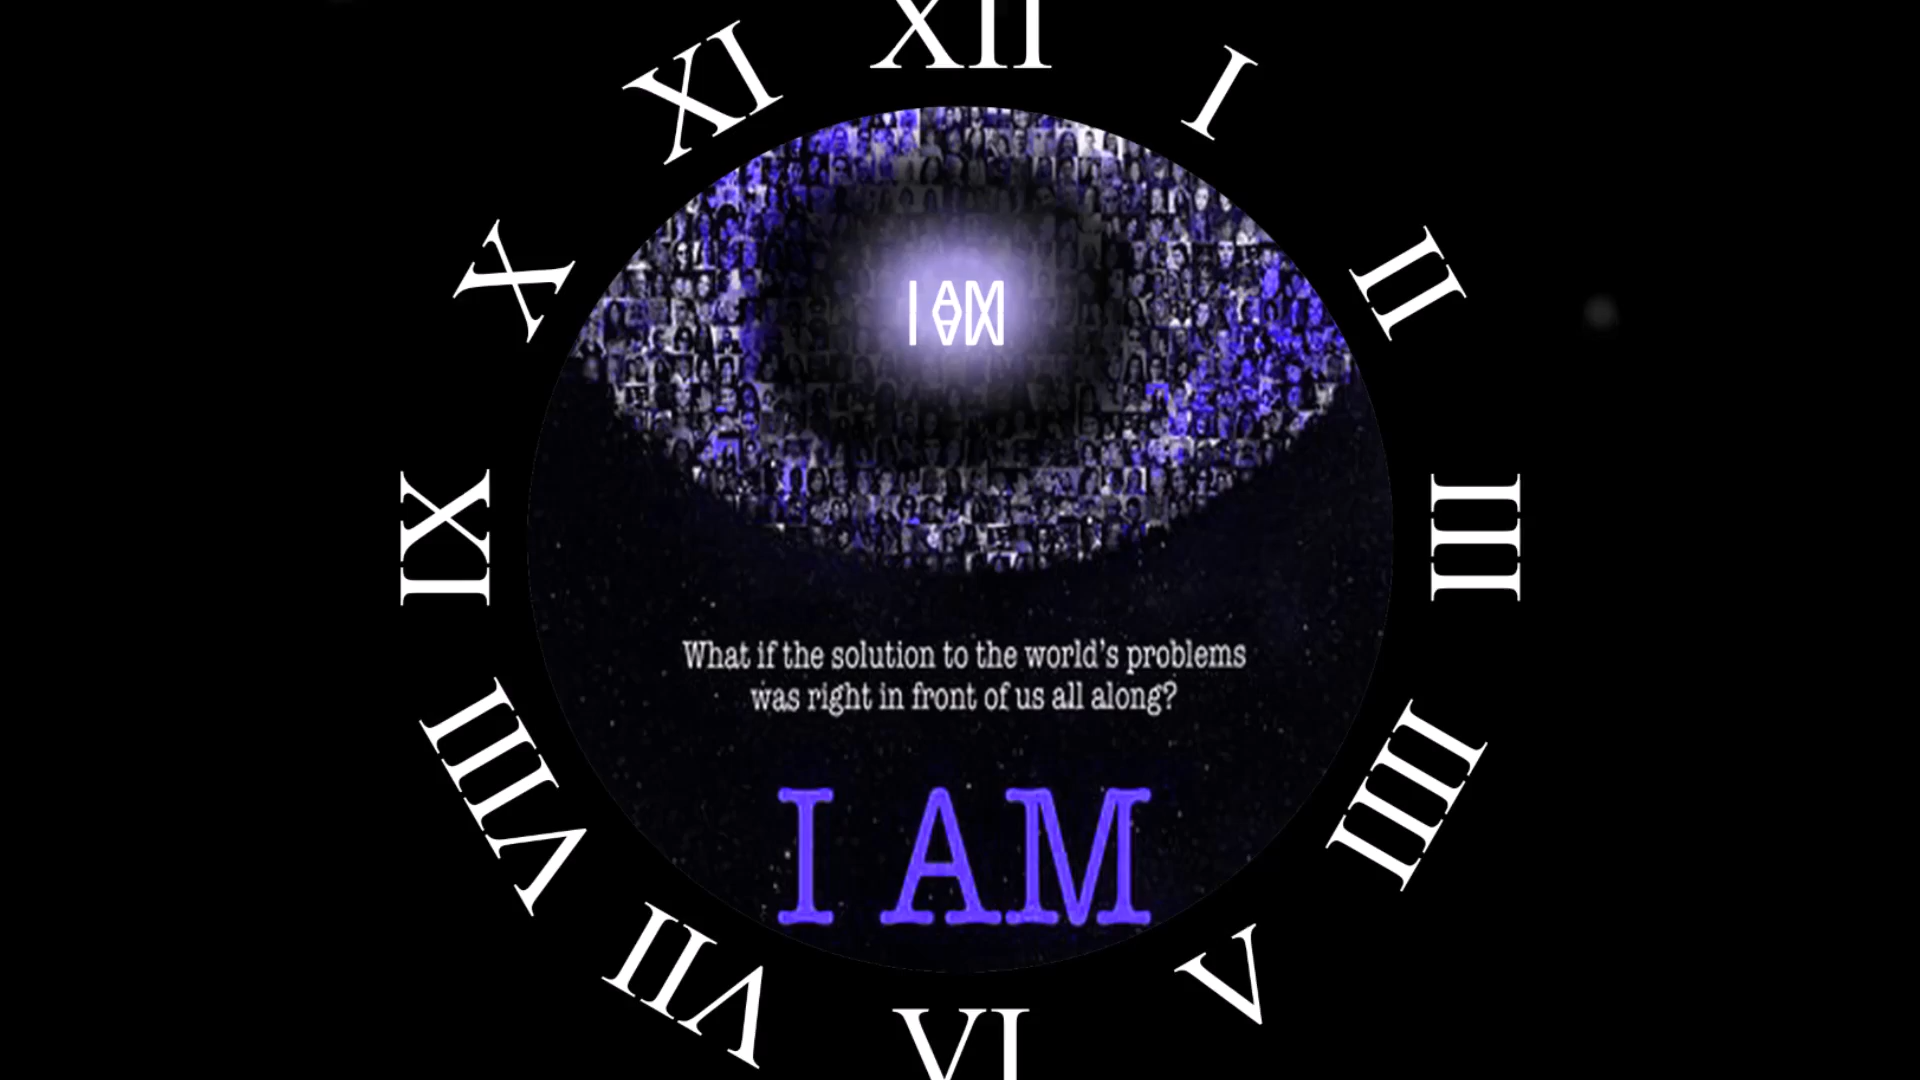 XII
I
II
III
IIII
V
VI
VII
VIII
IX
X
XI
I AM
What if the solution to the world's problems
was right in front of us all along?
I AM